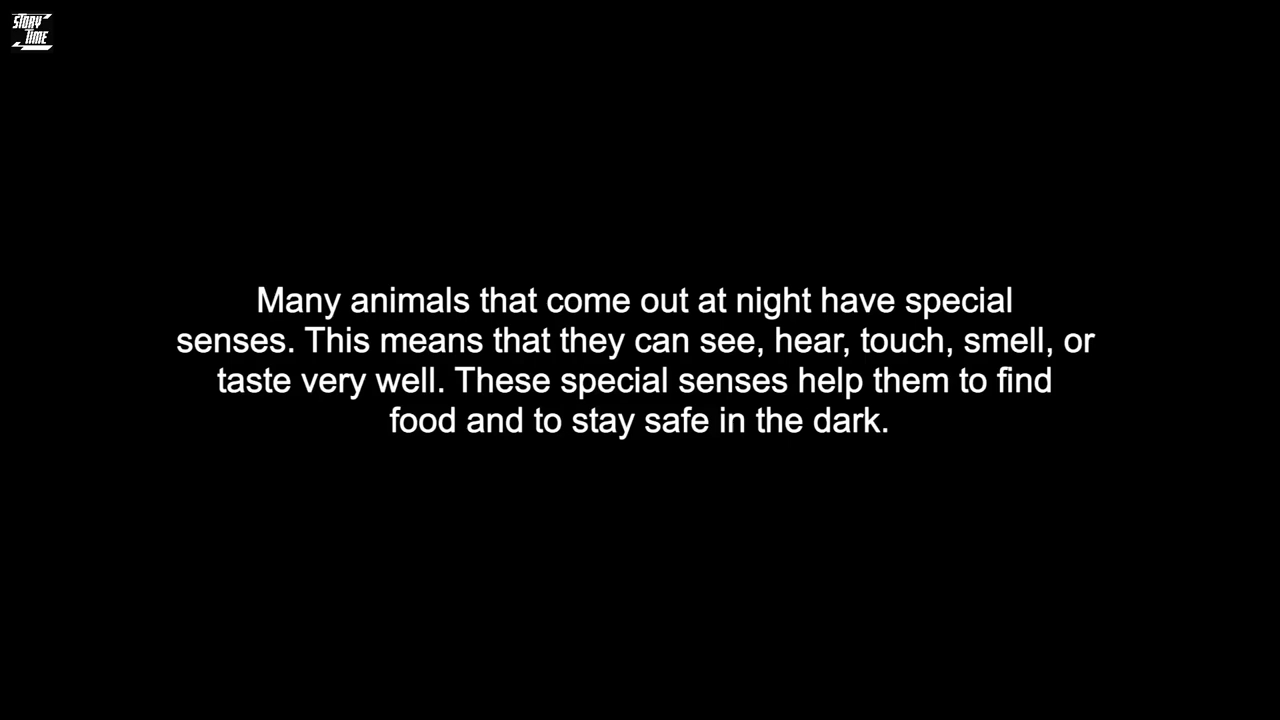 STORY
TIME
Many animals that come out at night have special
senses. This means that they can see, hear, touch, smell, or
taste very well. These special senses help them to find
food and to stay safe in the dark.